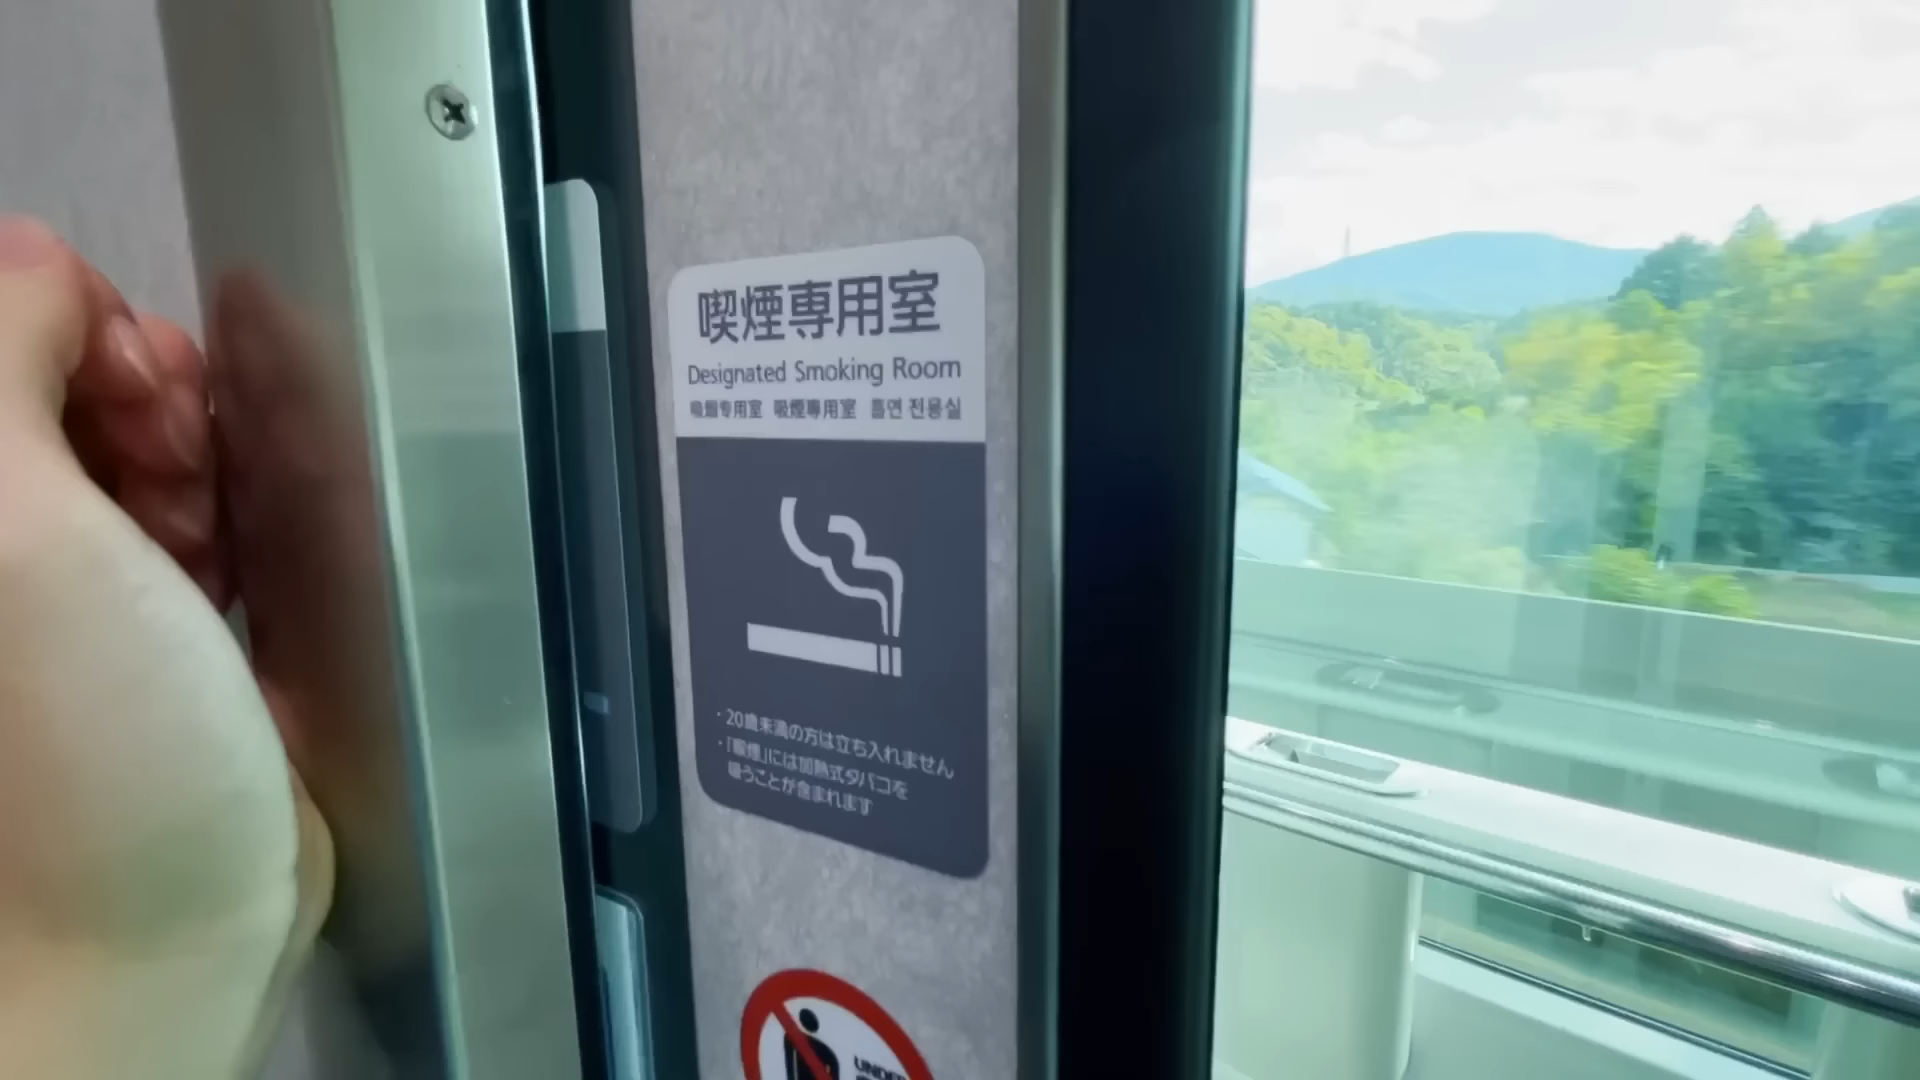 喫煙専用室
Designated Smoking Room
吸烟专用室 吸煙專用室 흡연 전용실
・20歳未満の方は立ち入れません
・「喫煙」には加熱式タバコを
吸うことが含まれます
UNDER